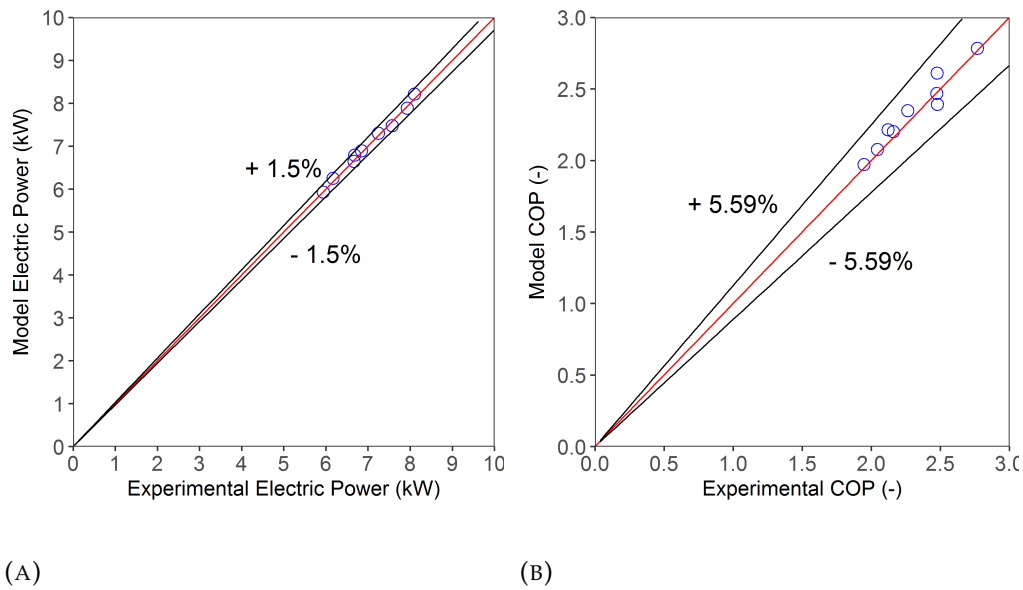 10
9
8
7
6
5
4
3
2
1
0
0 1 2 3 4 5 6 7 8 9 10
Model Electric Power (kW)
Experimental Electric Power (kW)
+ 1.5%
- 1.5%
(A)
3.0
2.5
2.0
1.5
1.0
0.5
0.0
0.0 0.5 1.0 1.5 2.0 2.5 3.0
Model COP (-)
Experimental COP (-)
+ 5.59%
- 5.59%
(B)